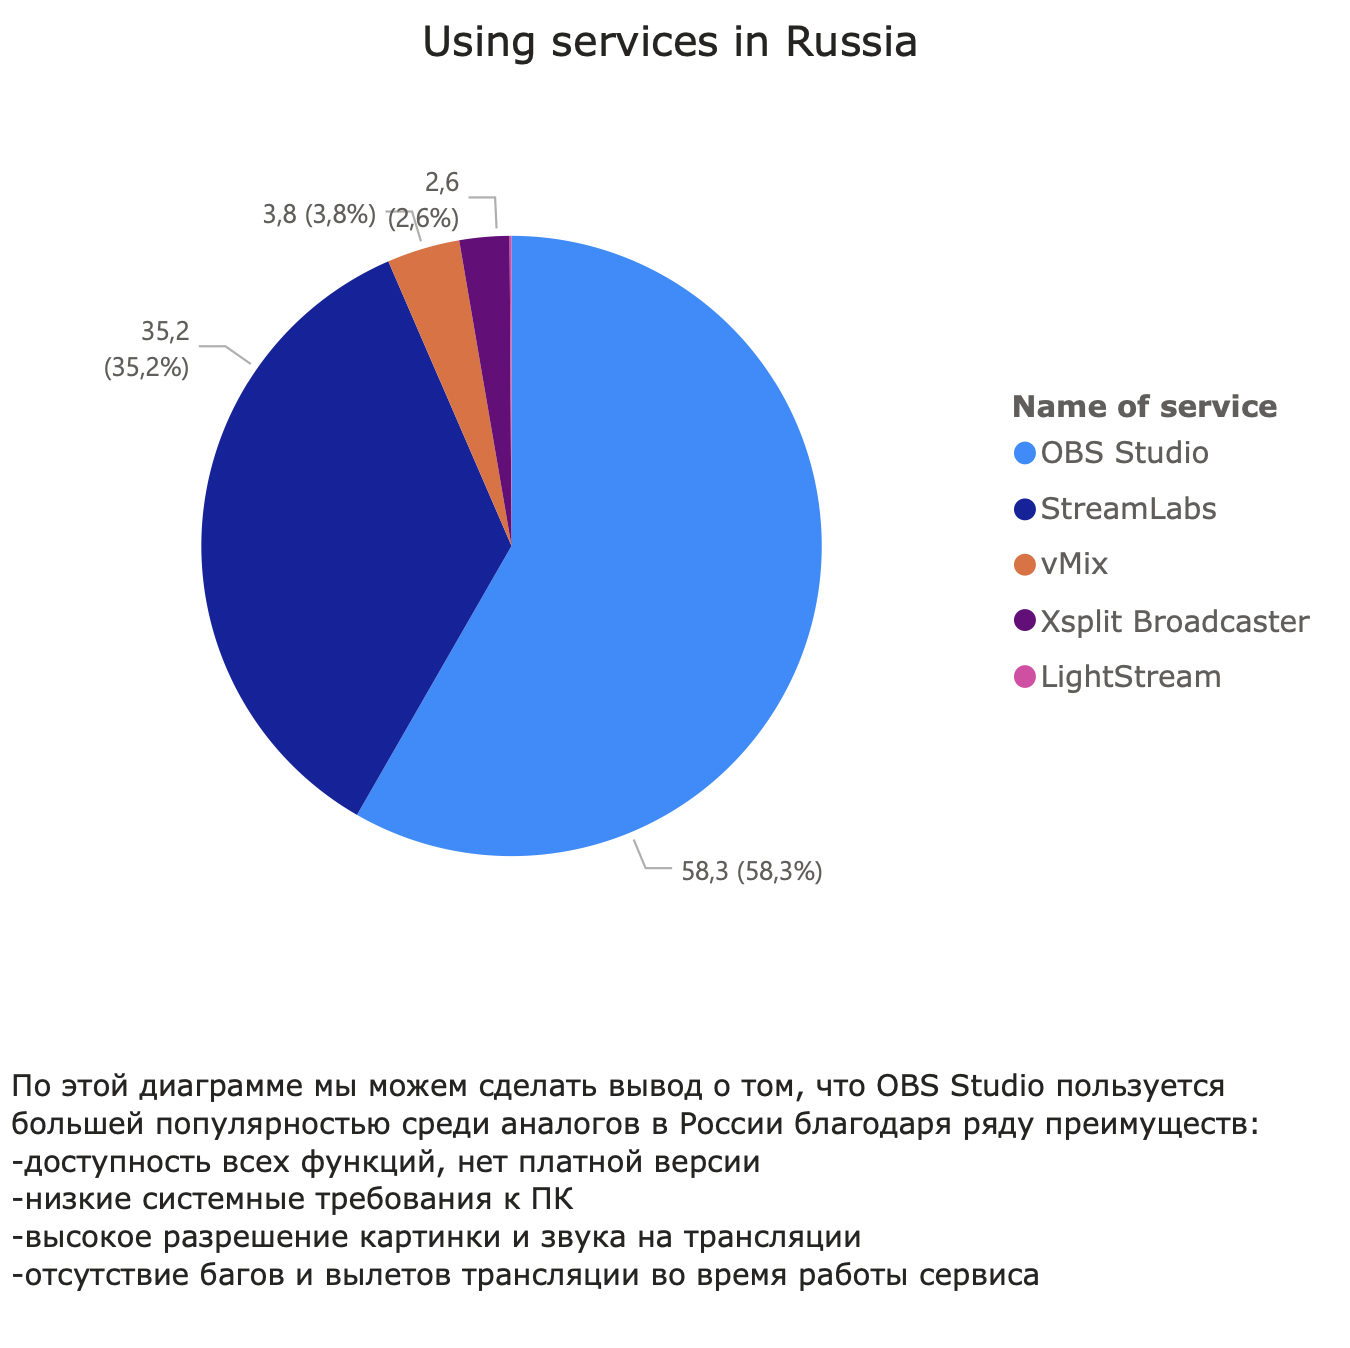 Using services in Russia
2,6
(2,6%)
3,8 (3,8%)
35,2
(35,2%)
58,3 (58,3%)
Name of service
OBS Studio
StreamLabs
vMix
Xsplit Broadcaster
LightStream
По этой диаграмме мы можем сделать вывод о том, что OBS Studio пользуется
большей популярностью среди аналогов в России благодаря ряду преимуществ:
-доступность всех функций, нет платной версии
-низкие системные требования к ПК
-высокое разрешение картинки и звука на трансляции
-отсутствие багов и вылетов трансляции во время работы сервиса